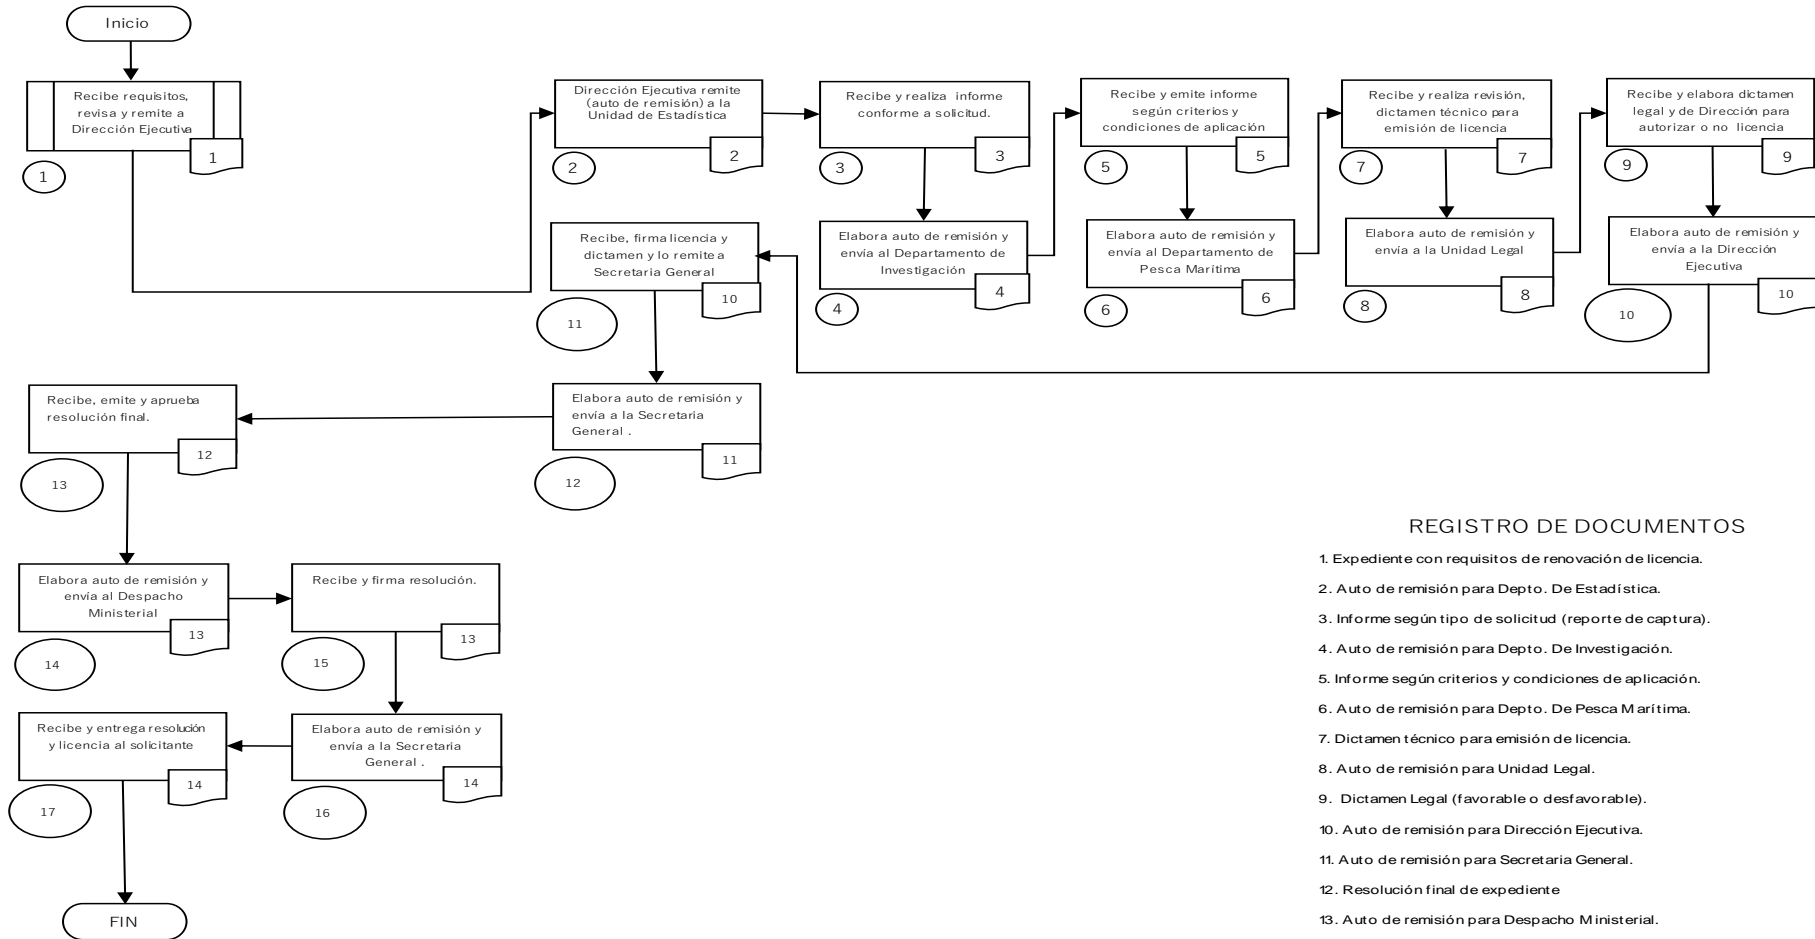 Inicio
Recibe requisitos,
revisa y remite a
Dirección Ejecutiva
1
1
Dirección Ejecutiva remite
(auto de remisión) a la
Unidad de Estadística
2
2
Recibe y realiza informe
conforme a solicitud.
3
3
Recibe y emite informe
según criterios y
condiciones de aplicación
5
5
Recibe y realiza revisión,
dictamen técnico para
emisión de licencia
7
7
Recibe y elabora dictamen
legal y de Dirección para
autorizar o no licencia
9
9
Recibe, firma licencia y
dictamen y lo remite a
Secretaria General
10
11
Elabora auto de remisión y
envía al Departamento de
Investigación
4
4
Elabora auto de remisión y
envía al Departamento de
Pesca Marítima
6
6
Elabora auto de remisión y
envía a la Unidad Legal
8
8
Elabora auto de remisión y
envía a la Dirección
Ejecutiva
10
10
Recibe, emite y aprueba
resolución final.
12
13
Elabora auto de remisión y
envía a la Secretaria
General .
11
12
Elabora auto de remisión y
envía al Despacho
Ministerial
13
14
Recibe y firma resolución.
13
15
Recibe y entrega resolución
y licencia al solicitante
14
17
Elabora auto de remisión y
envía a la Secretaria
General .
14
16
FIN
REGISTRO DE DOCUMENTOS
1. Expediente con requisitos de renovación de licencia.
2. Auto de remisión para Depto. De Estadística.
3. Informe según tipo de solicitud (reporte de captura).
4. Auto de remisión para Depto. De Investigación.
5. Informe según criterios y condiciones de aplicación.
6. Auto de remisión para Depto. De Pesca Marítima.
7. Dictamen técnico para emisión de licencia.
8. Auto de remisión para Unidad Legal.
9. Dictamen Legal (favorable o desfavorable).
10. Auto de remisión para Dirección Ejecutiva.
11. Auto de remisión para Secretaria General.
12. Resolución final de expediente
13. Auto de remisión para Despacho Ministerial.